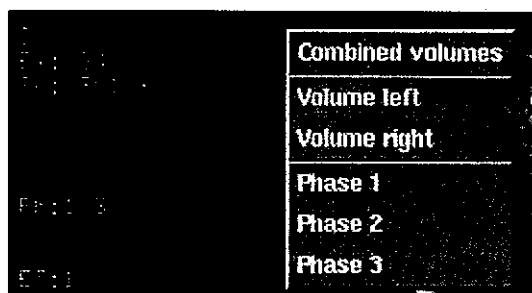 Combined volumes
Volume left
Volume right
Phase 1
Phase 2
Phase 3